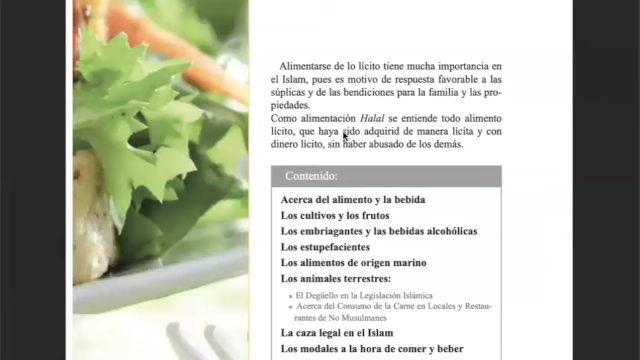 Alimentarse de lo lícito tiene mucha importancia en
el Islam, pues es motivo de respuesta favorable a las
súplicas y de las bendiciones para la familia y las pro-
piedades.
Como alimentación Halal se entiende todo alimento
lícito, que haya sido adquirid de manera lícita y con
dinero lícito, sin haber abusado de los demás.
Contenido:
Acerca del alimento y la bebida
Los cultivos y los frutos
Los embriagantes y las bebidas alcohólicas
Los estupefacientes
Los alimentos de origen marino
Los animales terrestres:
El Degüello en la Legislación Islámica
Acerca del Consumo de la Carne en Locales y Restau-
rantes de No Musulmanes
La caza legal en el Islam
Los modales a la hora de comer y beber